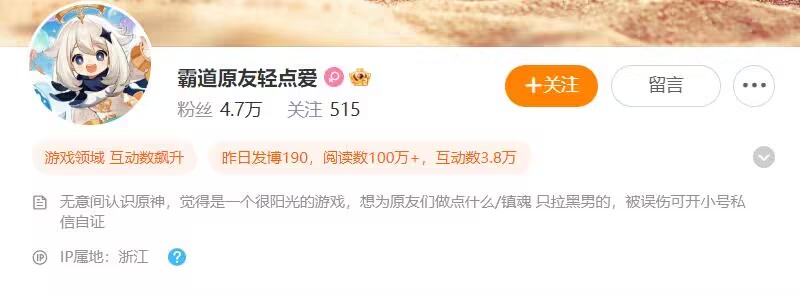 霸道原友轻点爱
+关注
留言
粉丝 4.7万 关注 515
游戏领域 互动数飙升
昨日发博190，阅读数100万+，互动数3.8万
无意间认识原神，觉得是一个很阳光的游戏，想为原友们做点什么/镇魂 只拉黑男的，被误伤可开小号私
信自证
IP IP属地：浙江 ?